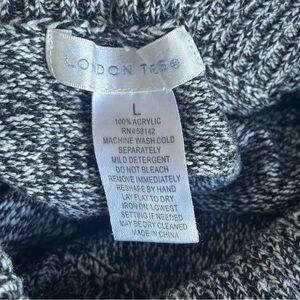 LONDON TEES®
L
100% ACRYLIC
RN#58142
MACHINE WASH COLD
SEPARATELY
MILD DETERGENT
DO NOT BLEACH
REMOVE IMMEDIATELY
RESHAPE BY HAND
LAY FLAT TO DRY
IRON ON LOWEST
SETTING IF NEEDED
MAY BE DRY CLEANED
MADE IN CHINA